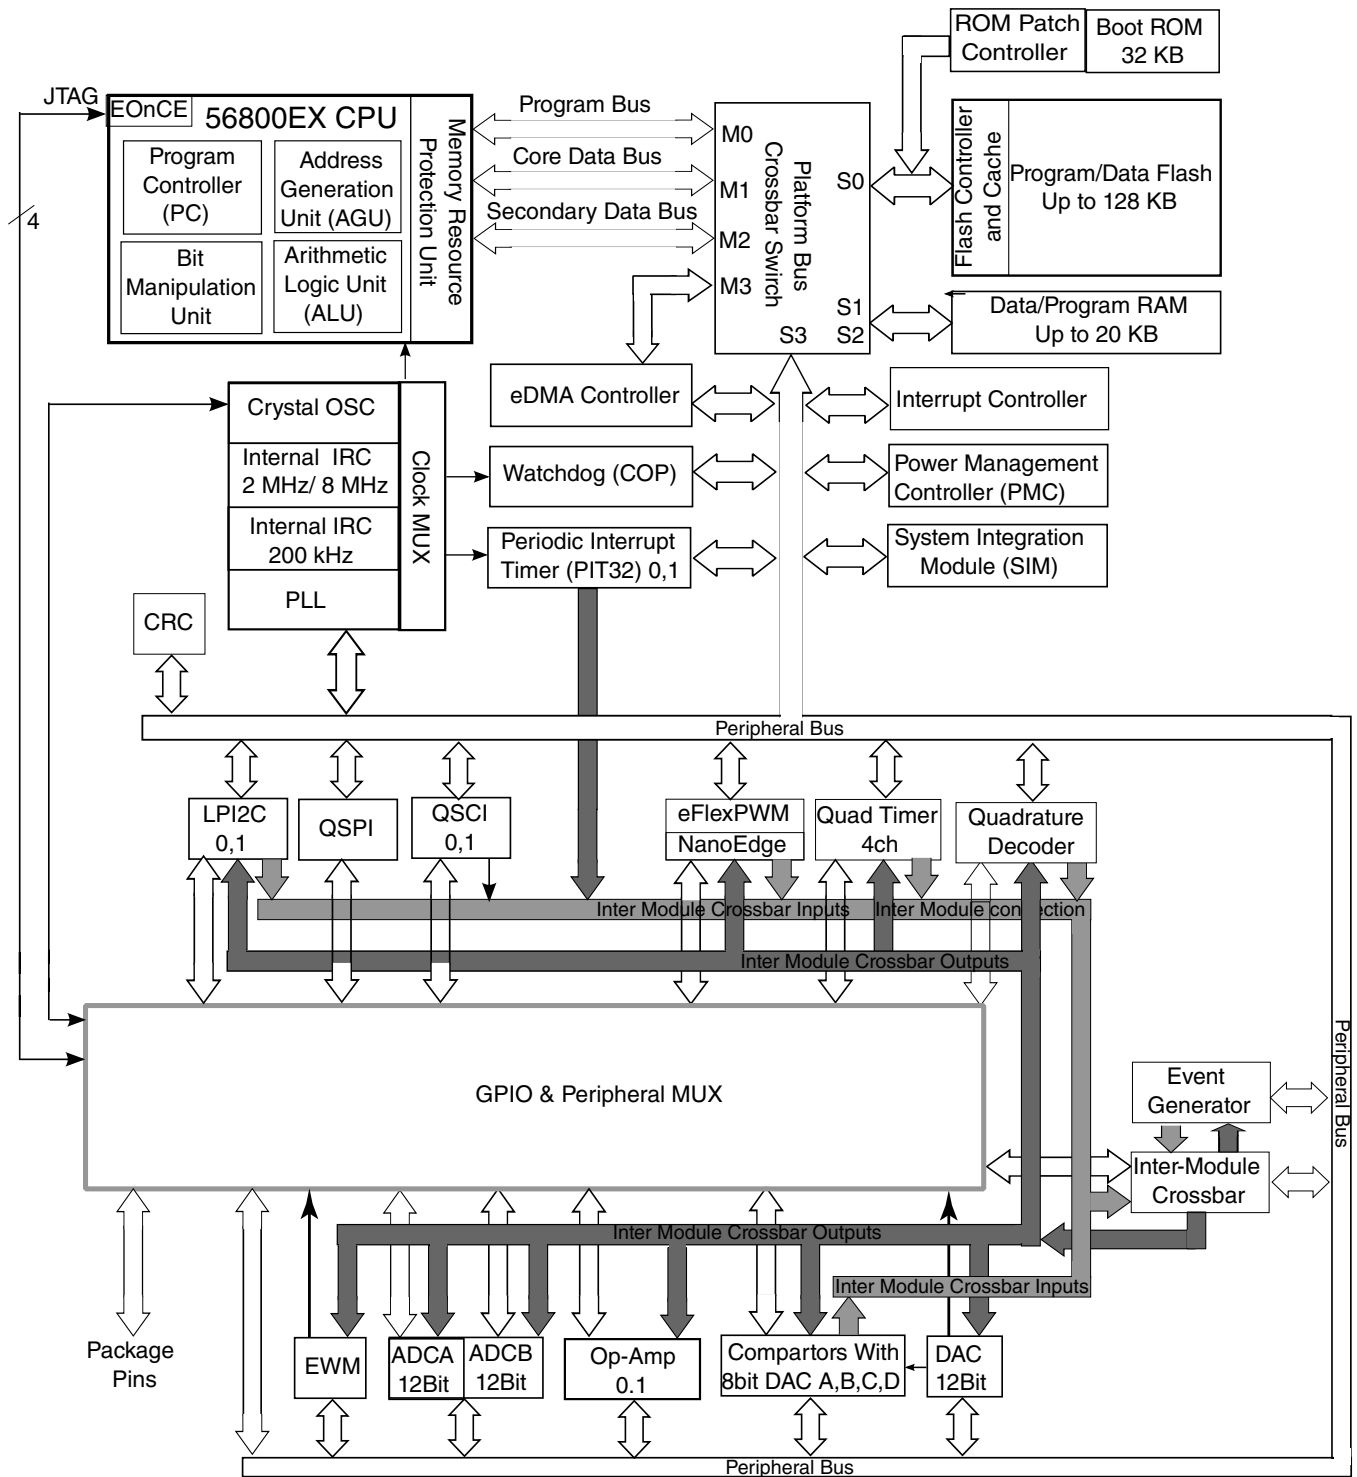 ROM Patch
Controller
Boot ROM
32 KB
JTAG
EOnCE
56800EX CPU
Program
Controller
(PC)
Address
Generation
Unit (AGU)
Bit
Manipulation
Unit
Arithmetic
Logic Unit
(ALU)
Memory Resource
Protection Unit
4
Program Bus
Core Data Bus
Secondary Data Bus
M0
M1
M2
M3
Platform Bus
Crossbar Swirch
S0
S1
S2
S3
Flash Controller
and Cache
Program/Data Flash
Up to 128 KB
Data/Program RAM
Up to 20 KB
Crystal OSC
Internal IRC
2 MHz/ 8 MHz
Internal IRC
200 kHz
PLL
Clock MUX
eDMA Controller
Watchdog (COP)
Periodic Interrupt
Timer (PIT32) 0,1
Interrupt Controller
Power Management
Controller (PMC)
System Integration
Module (SIM)
CRC
Peripheral Bus
LPI2C
0,1
QSPI
QSCI
0,1
eFlexPWM
NanoEdge
Quad Timer
4ch
Quadrature
Decoder
Inter Module Crossbar Inputs
Inter Module connection
Inter Module Crossbar Outputs
GPIO & Peripheral MUX
Peripheral Bus
Event
Generator
Inter-Module
Crossbar
Inter Module Crossbar Outputs
Inter Module Crossbar Inputs
Package
Pins
EWM
ADCA
12Bit
ADCB
12Bit
Op-Amp
0.1
Compartors With
8bit DAC A,B,C,D
DAC
12Bit
Peripheral Bus